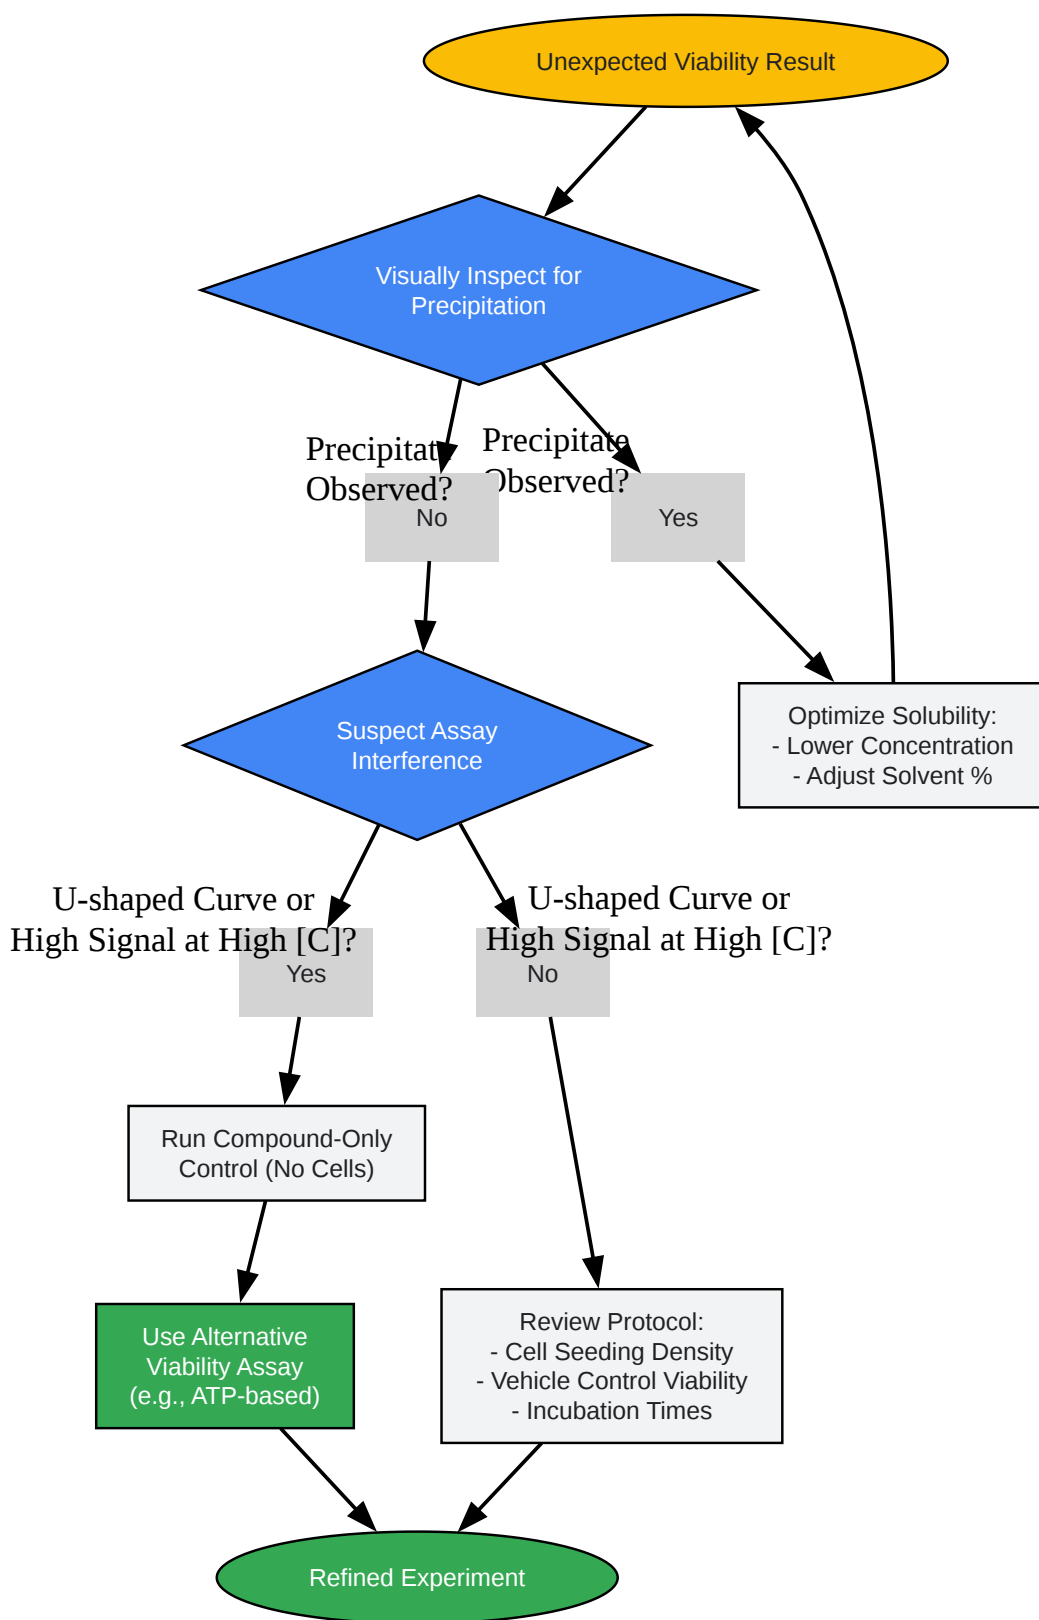 Unexpected Viability Result
Visually Inspect for
Precipitation
Precipitate
Observed?
Precipitate
Observed?
No
Yes
Suspect Assay
Interference
Optimize Solubility:
- Lower Concentration
- Adjust Solvent %
U-shaped Curve or
High Signal at High [C]?
U-shaped Curve or
High Signal at High [C]?
Yes
No
Run Compound-Only
Control (No Cells)
Use Alternative
Viability Assay
(e.g., ATP-based)
Review Protocol:
- Cell Seeding Density
- Vehicle Control Viability
- Incubation Times
Refined Experiment